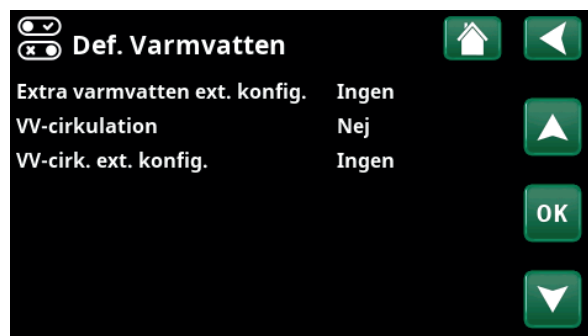 Def. Varmvatten
Extra varmvatten ext. konfig. Ingen
VV-cirkulation Nej
VV-cirk. ext. konfig. Ingen
OK